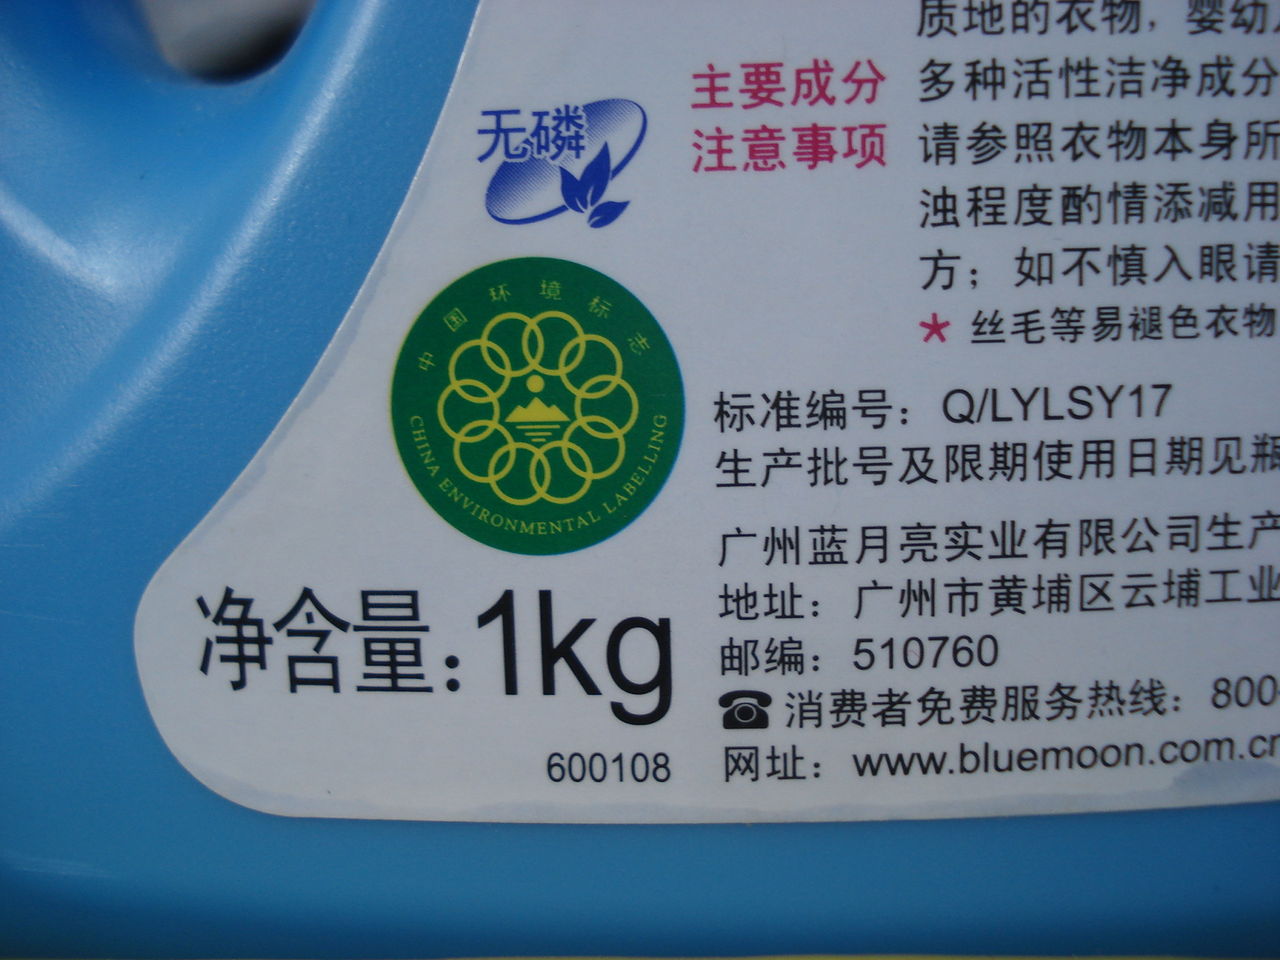 质地的衣物，婴幼
主要成分 多种活性洁净成分
注意事项 请参照衣物本身所
浊程度酌情添减用
方；如不慎入眼请
* 丝毛等易褪色衣物
无磷
中国环境标志
CHINA ENVIRONMENTAL LABELLING
标准编号：Q/LYLSY17
生产批号及限期使用日期见瓶
广州蓝月亮实业有限公司生产
地址：广州市黄埔区云埔工业
邮编：510760
消费者免费服务热线：800
网址：www.bluemoon.com.cn
净含量:1kg
600108